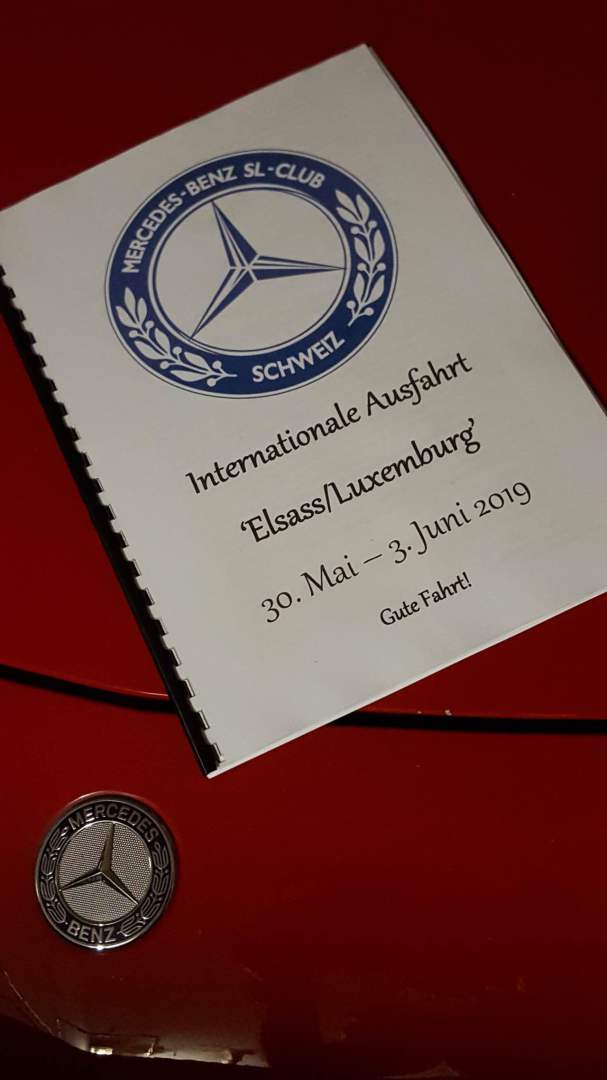 MERCEDES-BENZ SL-CLUB
SCHWEIZ
Internationale Ausfahrt
‘Elsass/Luxemburg’
30. Mai – 3. Juni 2019
Gute Fahrt!
MERCEDES
BENZ